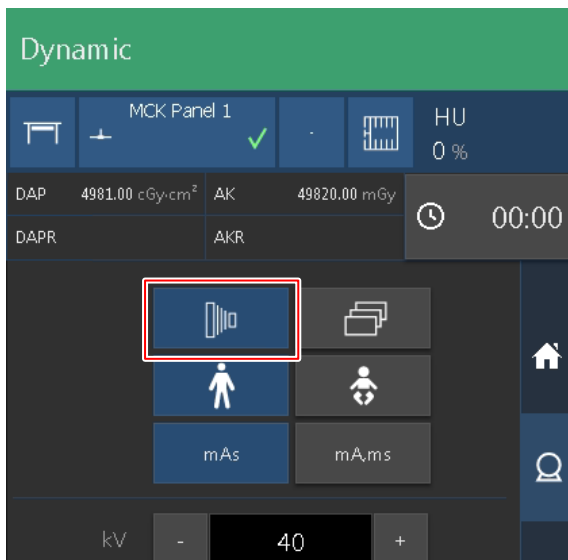 Dynamic
MCK Panel 1
HU
0 %
DAP 4981.00 cGy·cm² AK 49820.00 mGy
00:00
DAPR AKR
mAs mA,ms
kV - 40 +